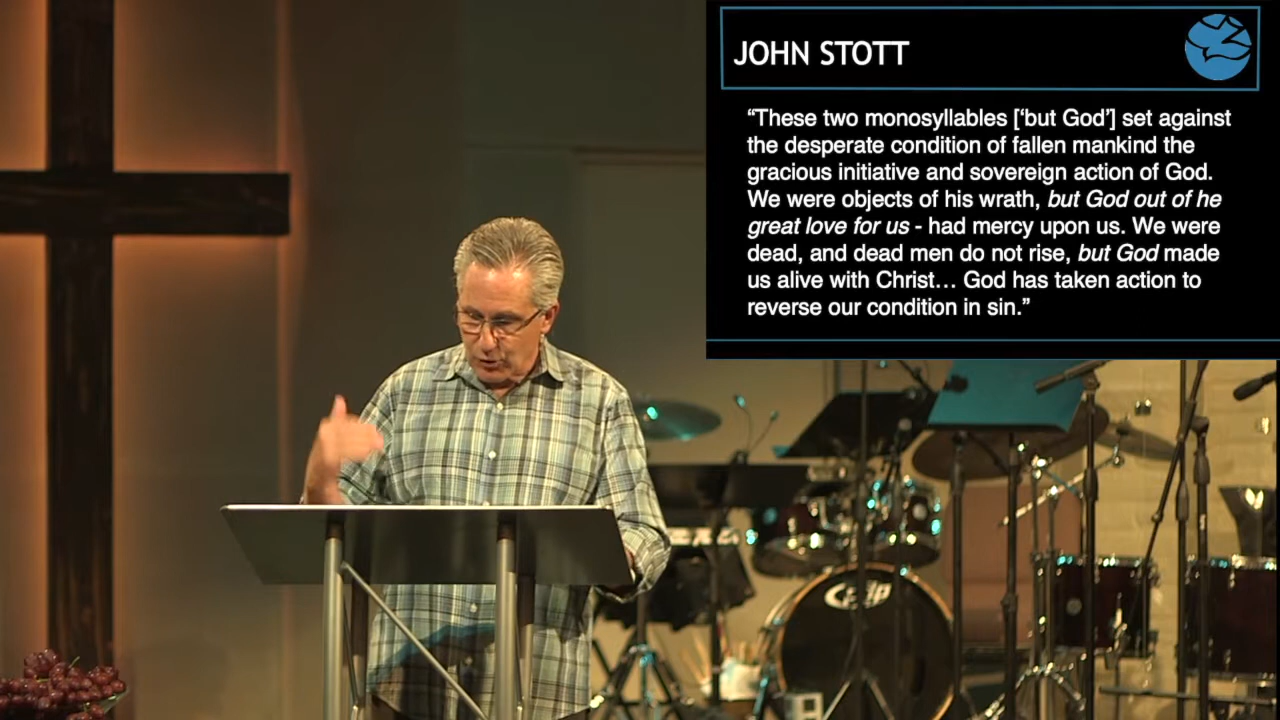 JOHN STOTT
“These two monosyllables [‘but God’] set against
the desperate condition of fallen mankind the
gracious initiative and sovereign action of God.
We were objects of his wrath, but God out of he
great love for us - had mercy upon us. We were
dead, and dead men do not rise, but God made
us alive with Christ… God has taken action to
reverse our condition in sin.”